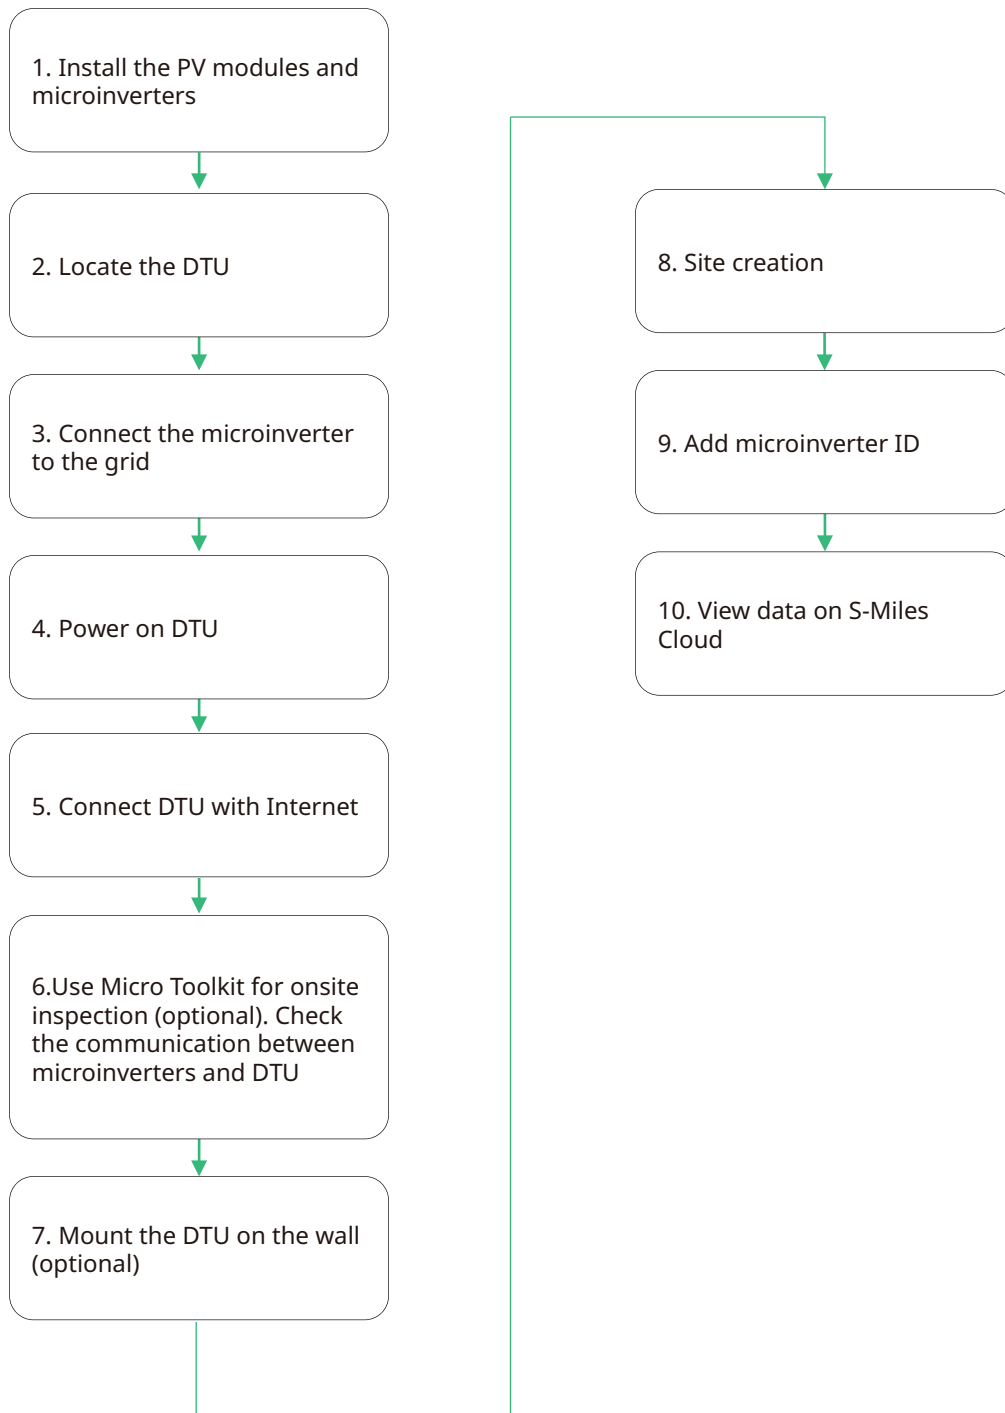 1. Install the PV modules and
microinverters
2. Locate the DTU
3. Connect the microinverter
to the grid
4. Power on DTU
5. Connect DTU with Internet
6.Use Micro Toolkit for onsite
inspection (optional). Check
the communication between
microinverters and DTU
7. Mount the DTU on the wall
(optional)
8. Site creation
9. Add microinverter ID
10. View data on S-Miles
Cloud